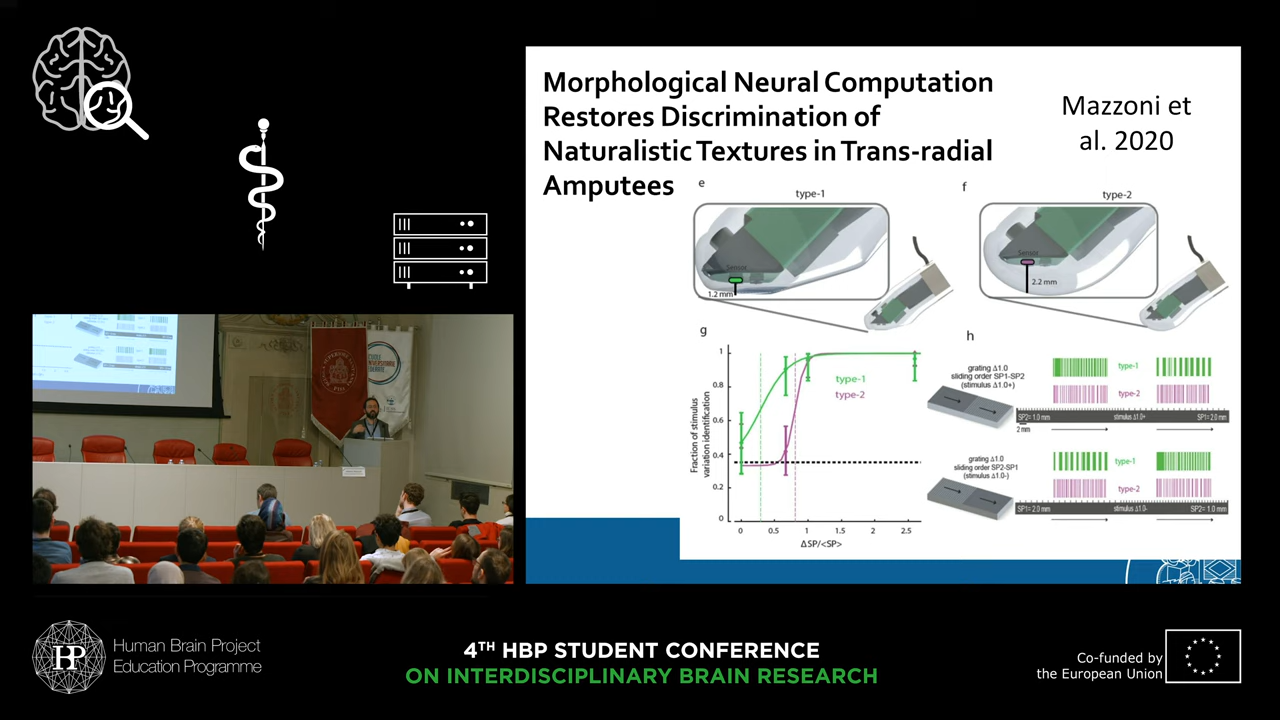 Morphological Neural Computation
Restores Discrimination of
Naturalistic Textures in Trans-radial
Amputees
Mazzoni et
al. 2020
e
type-1
Sensor
1.2 mm
f
type-2
Sensor
2.2 mm
g
Fraction of stimulus
variation identification
1
0.8
0.6
0.4
0.2
0
0
0.5
1
1.5
2
2.5
ΔSP/<SP>
type-1
type-2
h
grating Δ1.0
sliding order SP1-SP2
(stimulus Δ1.0+)
type-1
type-2
SP2= 1.0 mm
stimulus Δ1.0+
SP1= 2.0 mm
2 mm
grating Δ1.0
sliding order SP2-SP1
(stimulus Δ1.0-)
type-1
type-2
SP1= 2.0 mm
stimulus Δ1.0-
SP2= 1.0 mm
HBP
Human Brain Project
Education Programme
4TH HBP STUDENT CONFERENCE
ON INTERDISCIPLINARY BRAIN RESEARCH
Co-funded by
the European Union